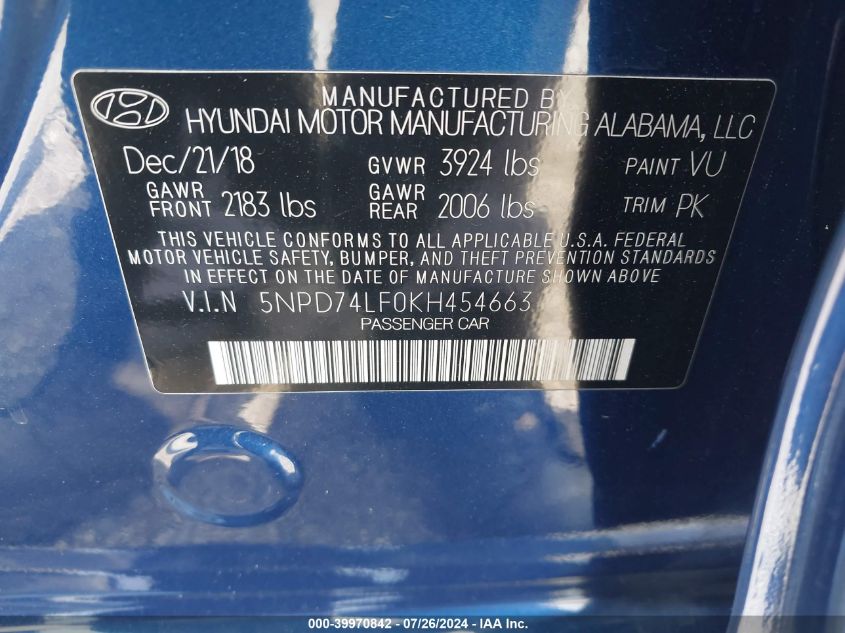 MANUFACTURED BY
HYUNDAI MOTOR MANUFACTURING ALABAMA, LLC
Dec/21/18 GVWR 3924 lbs PAINT VU
GAWR FRONT 2183 lbs GAWR REAR 2006 lbs TRIM PK
THIS VEHICLE CONFORMS TO ALL APPLICABLE U.S.A. FEDERAL
MOTOR VEHICLE SAFETY, BUMPER, AND THEFT PREVENTION STANDARDS
IN EFFECT ON THE DATE OF MANUFACTURE SHOWN ABOVE
V.I.N 5NPD74LF0KH454663
PASSENGER CAR
000-39970842 / 07/26/2024 - IAA Inc.